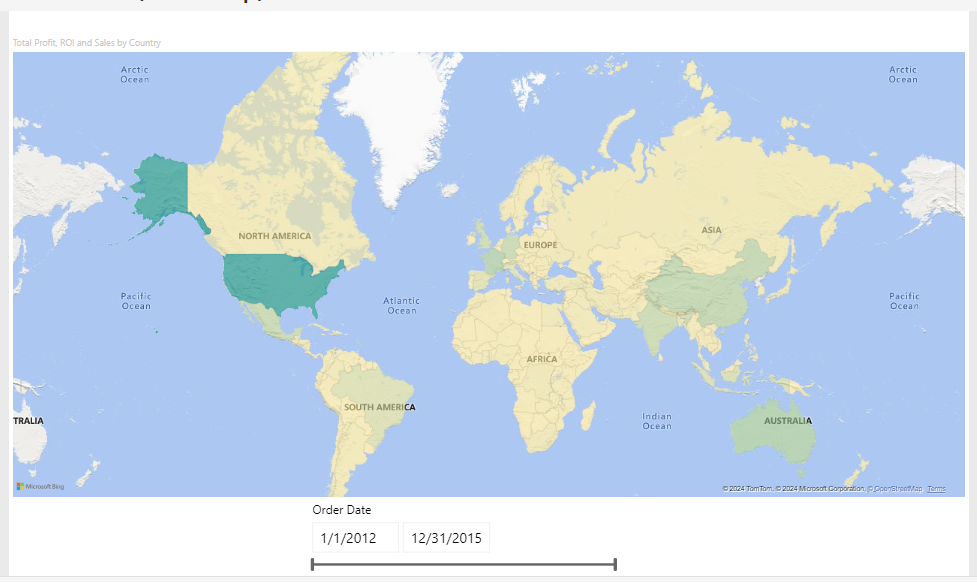 Total Profit, ROI and Sales by Country
Arctic
Ocean
Arctic
Ocean
NORTH AMERICA
EUROPE
ASIA
Pacific
Ocean
Atlantic
Ocean
Pacific
Ocean
AFRICA
SOUTH AMERICA
Indian
Ocean
TRALIA
AUSTRALIA
Microsoft Bing
© 2024 TomTom, © 2024 Microsoft Corporation, © OpenStreetMap Terms
Order Date
1/1/2012 12/31/2015